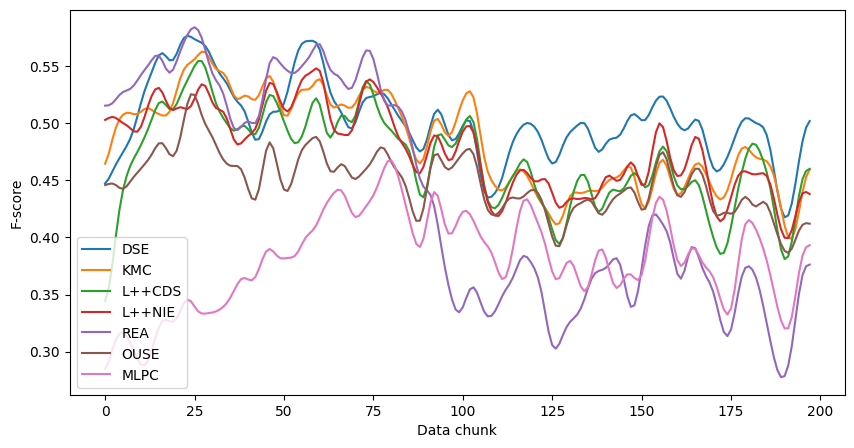 F-score
0.55
0.50
0.45
0.40
0.35
0.30
DSE
KMC
L++CDS
L++NIE
REA
OUSE
MLPC
0 25 50 75 100 125 150 175 200
Data chunk